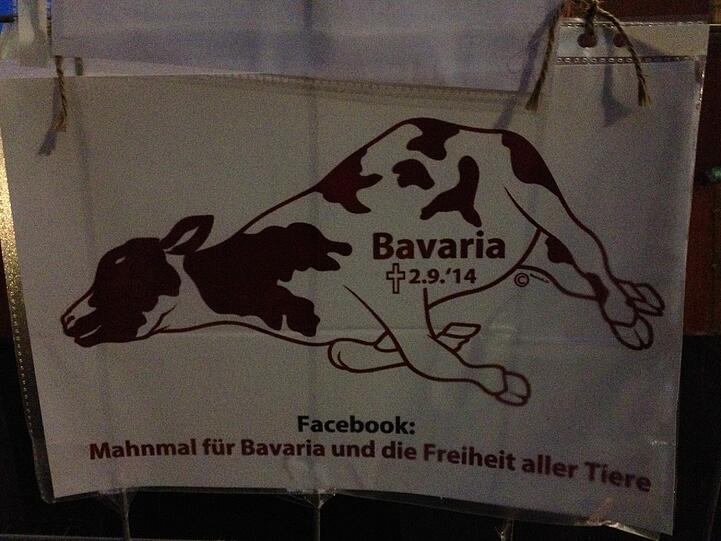 Bavaria
✝2.9.'14
©
Facebook:
Mahnmal für Bavaria und die Freiheit aller Tiere